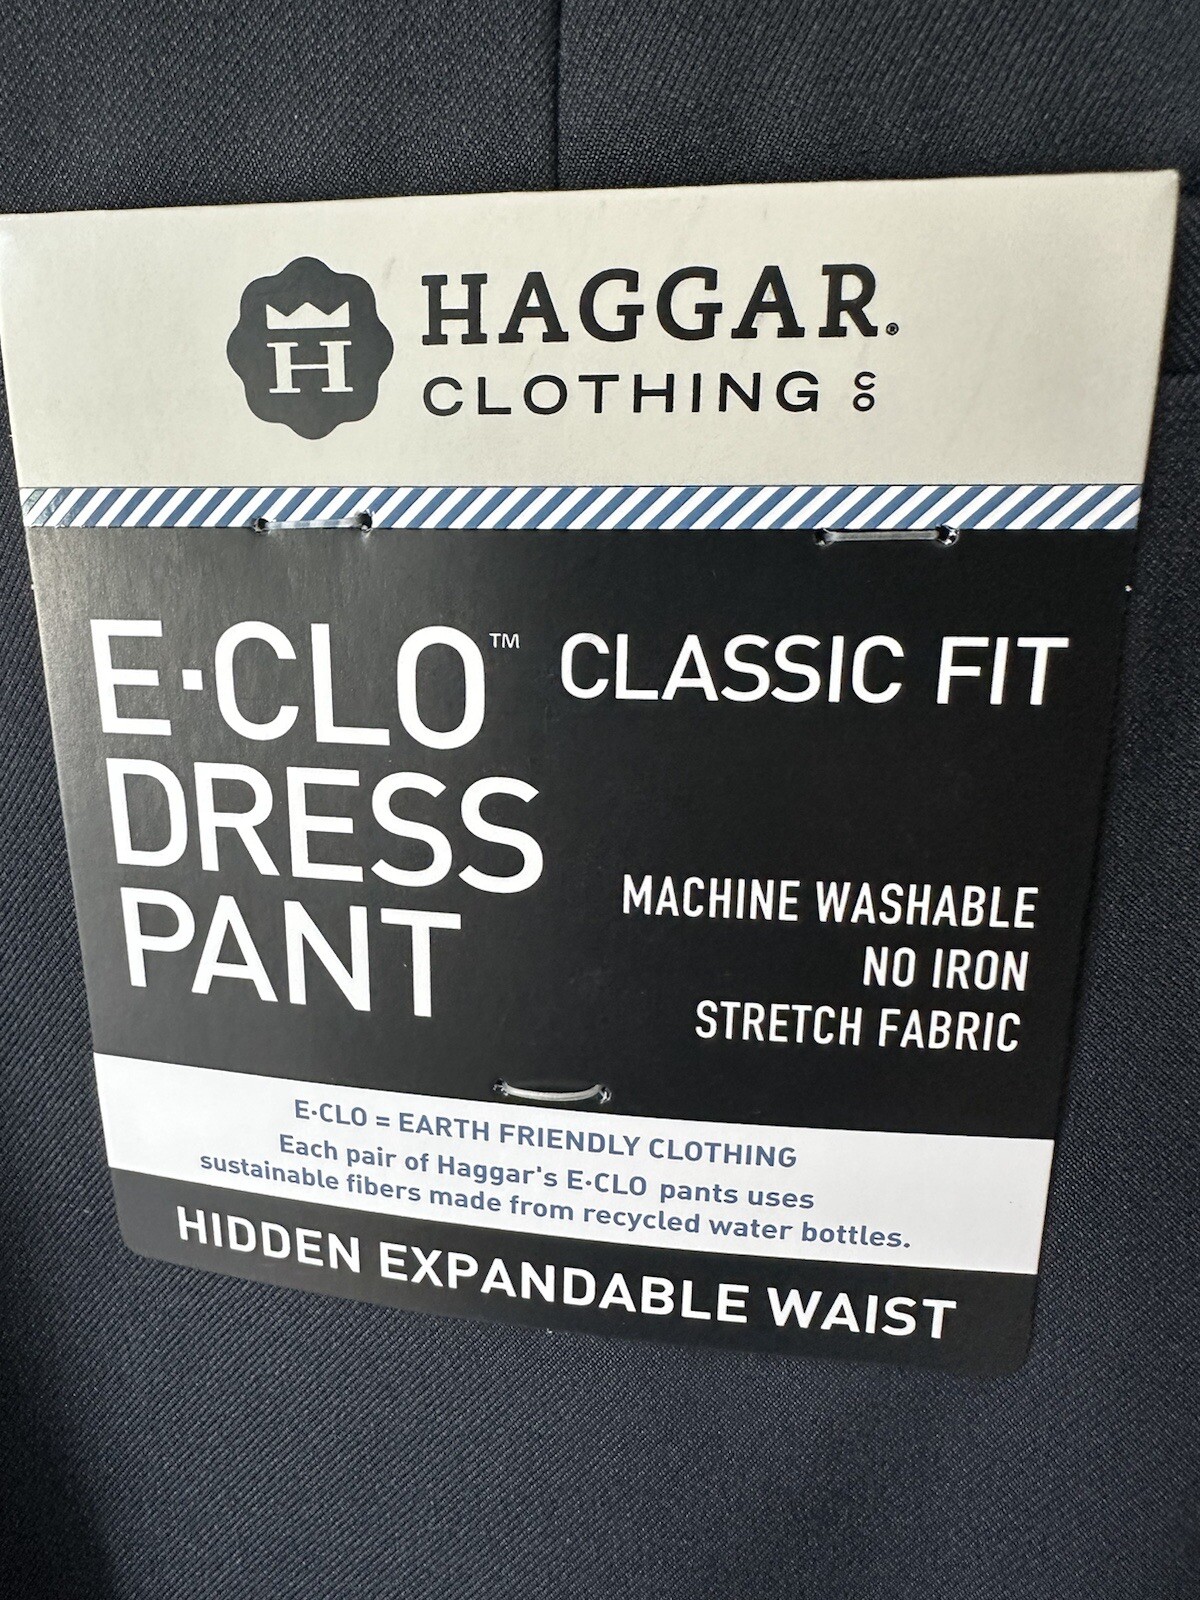 H
HAGGAR®
CLOTHING CO
E·CLO™
DRESS
PANT
CLASSIC FIT
MACHINE WASHABLE
NO IRON
STRETCH FABRIC
E·CLO = EARTH FRIENDLY CLOTHING
Each pair of Haggar's E·CLO pants uses
sustainable fibers made from recycled water bottles.
HIDDEN EXPANDABLE WAIST